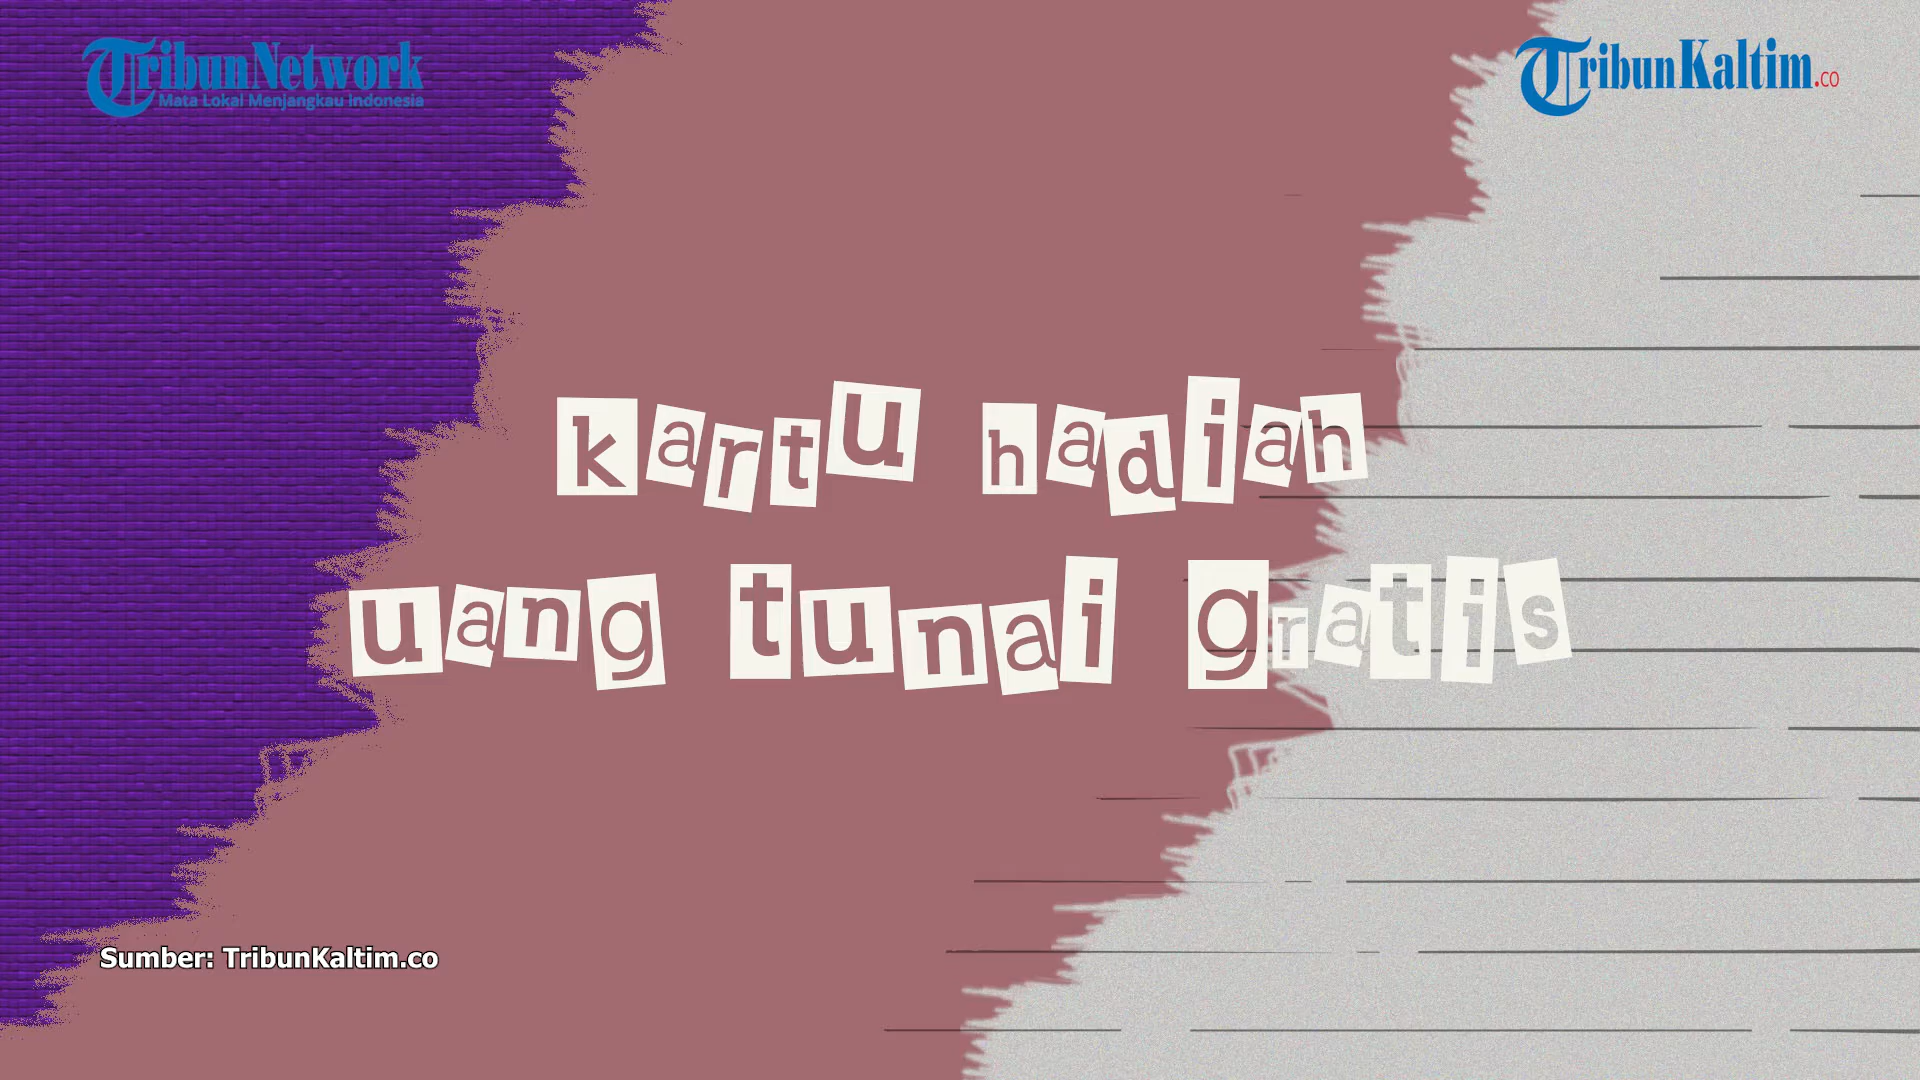 TribunNetwork
Mata Lokal Menjangkau Indonesia
TribunKaltim.co
kartu hadiah
uang tunai gratis
Sumber: TribunKaltim.co